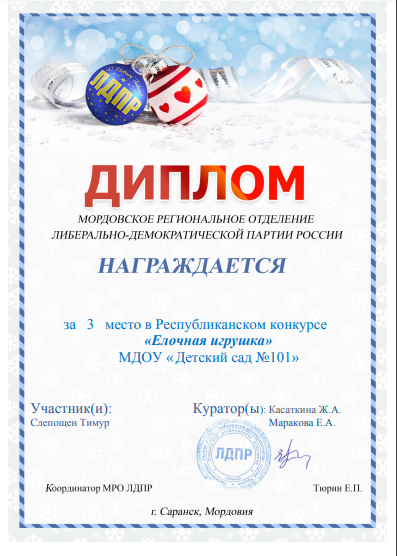 ЛДПР
ДИПЛОМ
МОРДОВСКОЕ РЕГИОНАЛЬНОЕ ОТДЕЛЕНИЕ
ЛИБЕРАЛЬНО-ДЕМОКРАТИЧЕСКОЙ ПАРТИИ РОССИИ
НАГРАЖДАЕТСЯ
за 3 место в Республиканском конкурсе
«Елочная игрушка»
МДОУ «Детский сад №101»
Участник(и): Куратор(ы): Касаткина Ж.А.
Слепощен Тимур Маракова Е.А.
ЛДПР
Координатор МРО ЛДПР Тюрин Е.П.
г. Саранск, Мордовия